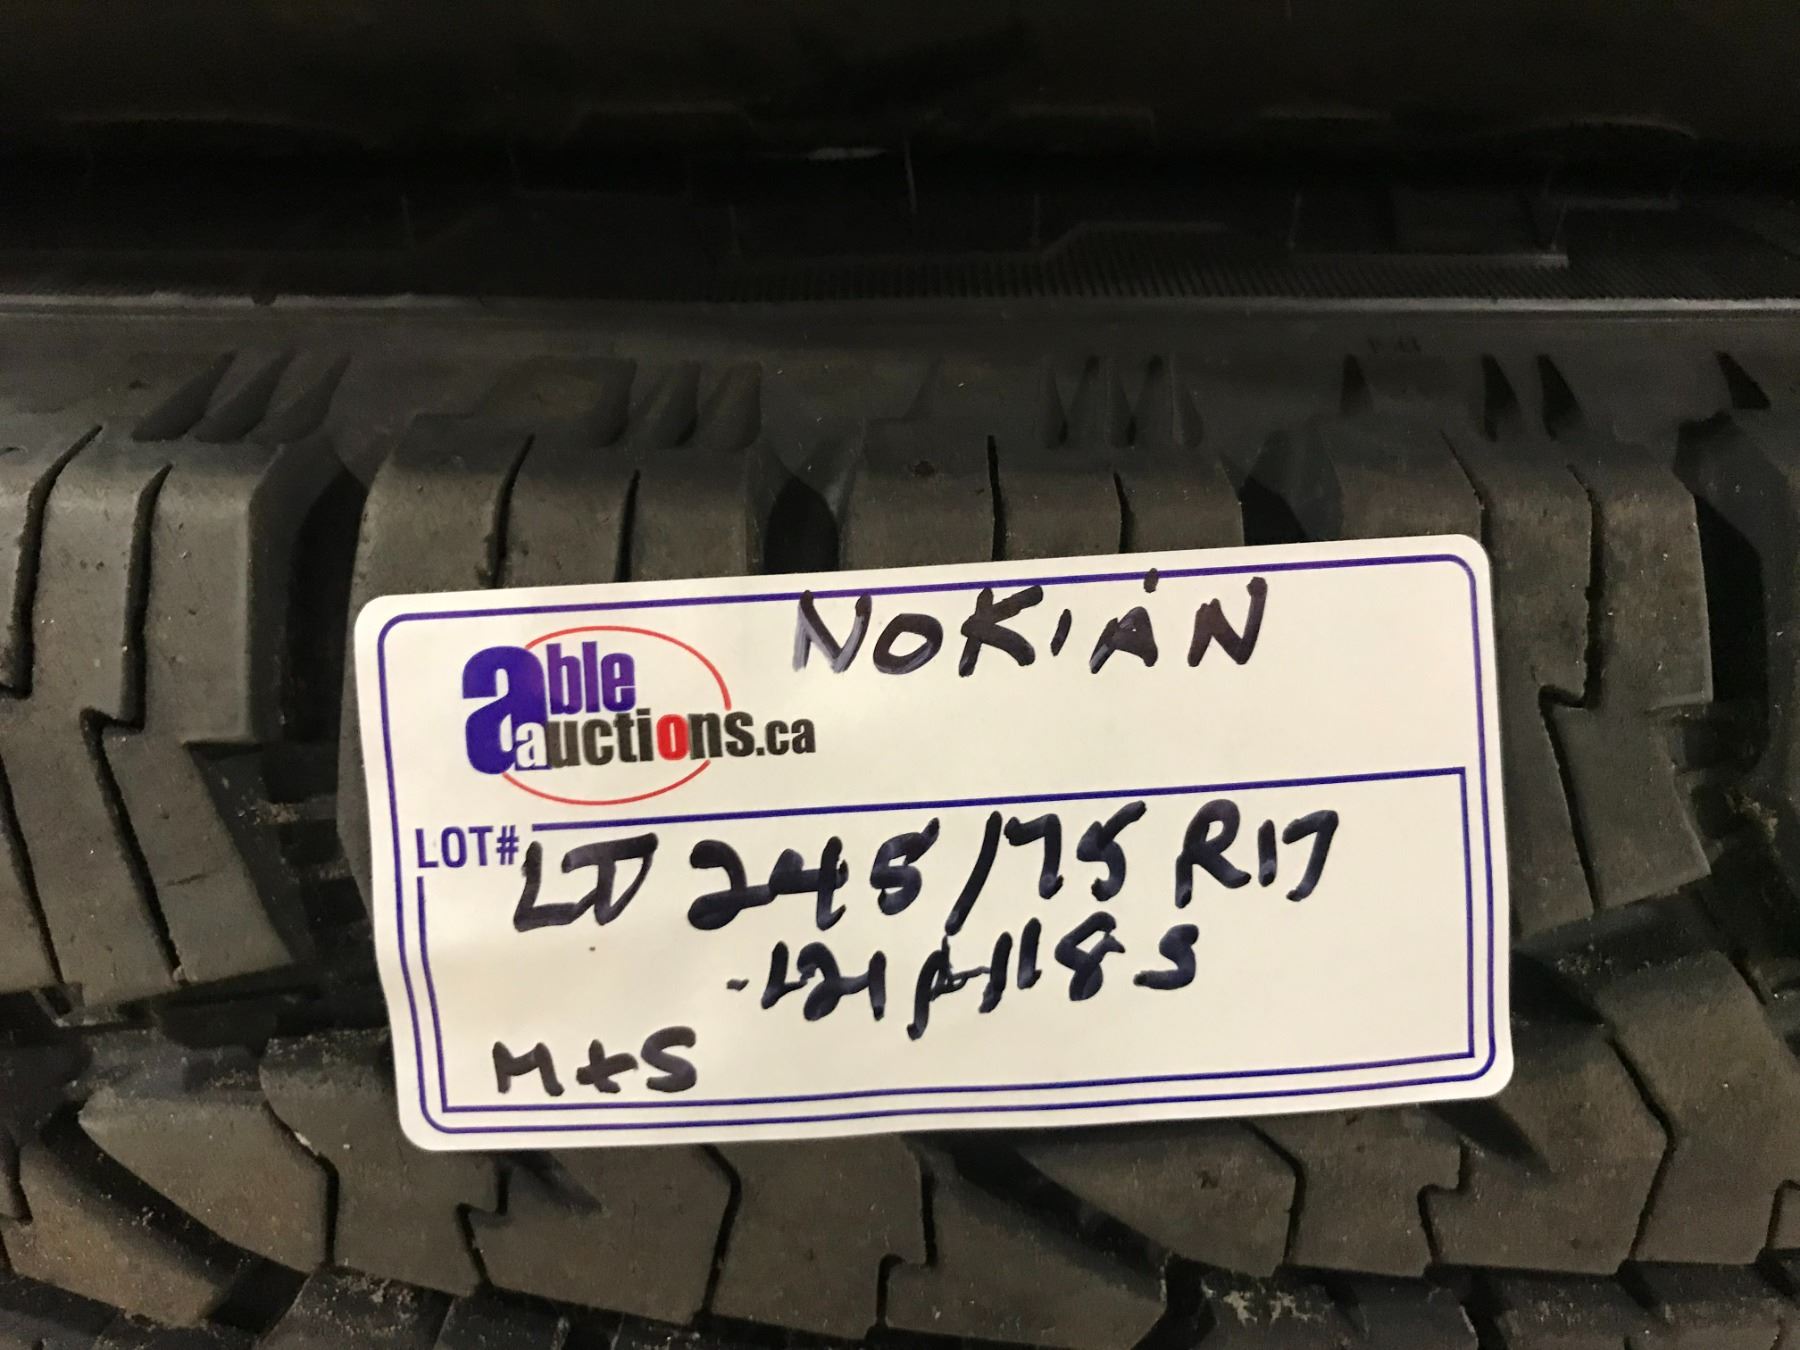 NOKIAN
able
auctions.ca
LOT#
LT 245/75 R17
121/118S
M+S